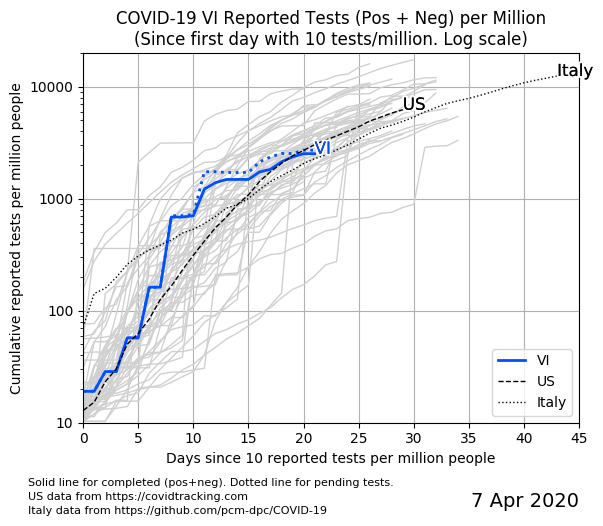 COVID-19 VI Reported Tests (Pos + Neg) per Million
(Since first day with 10 tests/million. Log scale)
Cumulative reported tests per million people
10000
1000
100
10
Italy
US
VI
VI
US
Italy
0 5 10 15 20 25 30 35 40 45
Days since 10 reported tests per million people
Solid line for completed (pos+neg). Dotted line for pending tests.
US data from https://covidtracking.com
Italy data from https://github.com/pcm-dpc/COVID-19
7 Apr 2020